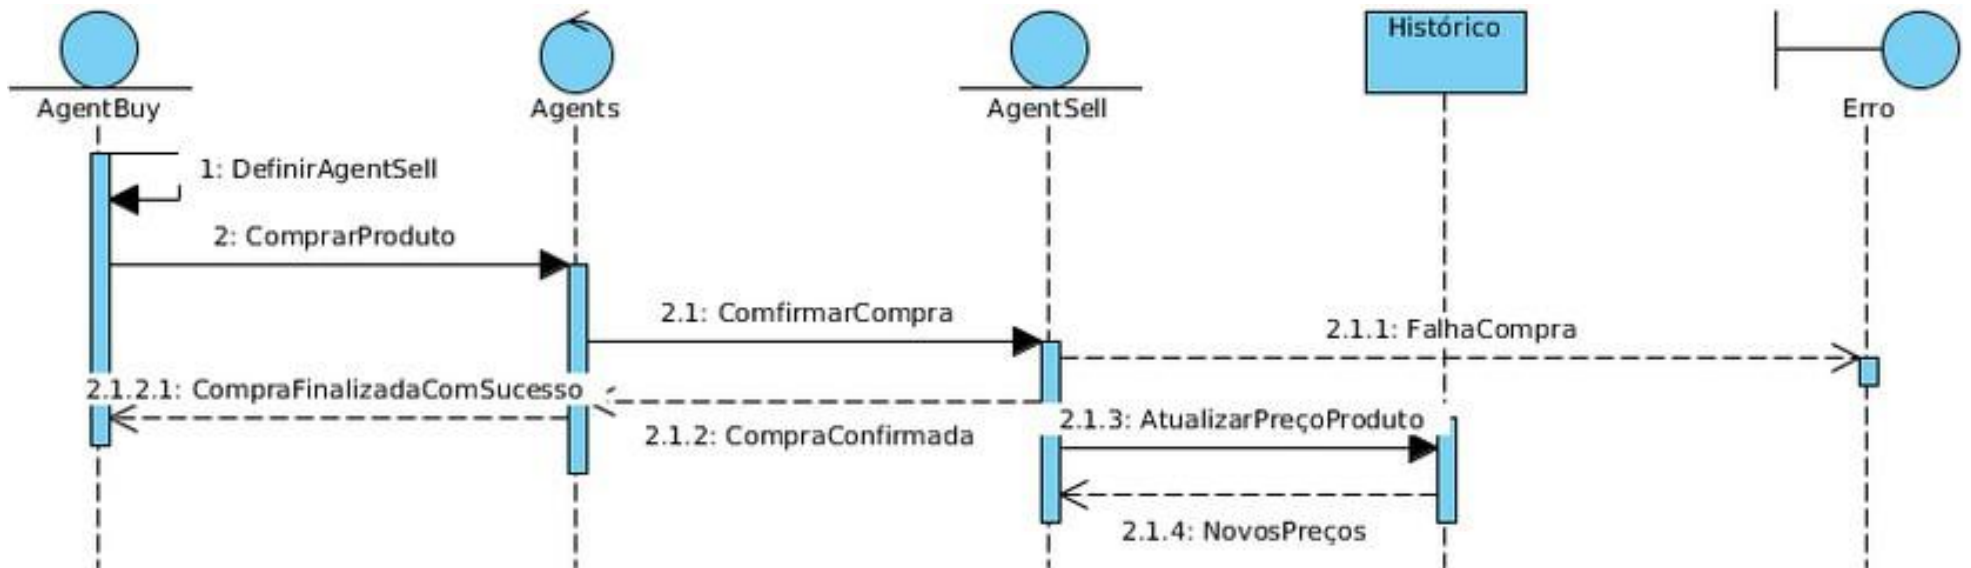 Histórico
AgentBuy
Agents
AgentSell
Erro
1: DefinirAgentSell
2: ComprarProduto
2.1: ComfirmarCompra
2.1.1: FalhaCompra
2.1.2.1: CompraFinalizadaComSucesso
2.1.3: AtualizarPreçoProduto
2.1.2: CompraConfirmada
2.1.4: NovosPreços